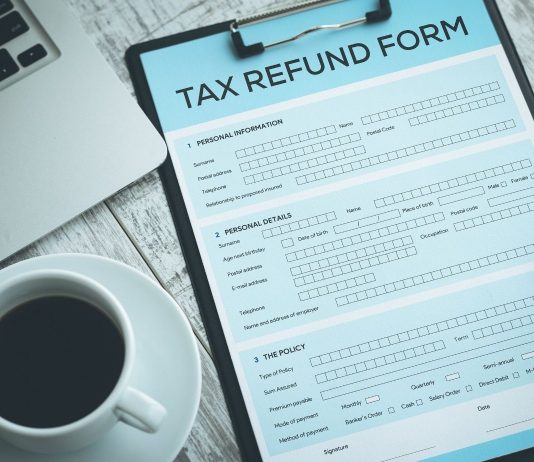 TAX REFUND FORM
1 PERSONAL INFORMATION
Surname Name
Postal address Postal Code
Telephone
Relationship to proposed insured
2 PERSONAL DETAILS
Surname Name
Age next birthday Date of birth Place of birth Male Female
Postal address Postal code
E-mail address Occupation
Telephone
Name and address of employer
3 THE POLICY
Type of Policy
Sum Assured Term
Premium payable
Mode of payment Monthly Quarterly Semi-annual
Method of payment Banker's Order Cash Salary Order Direct Debit M-
Signature Date